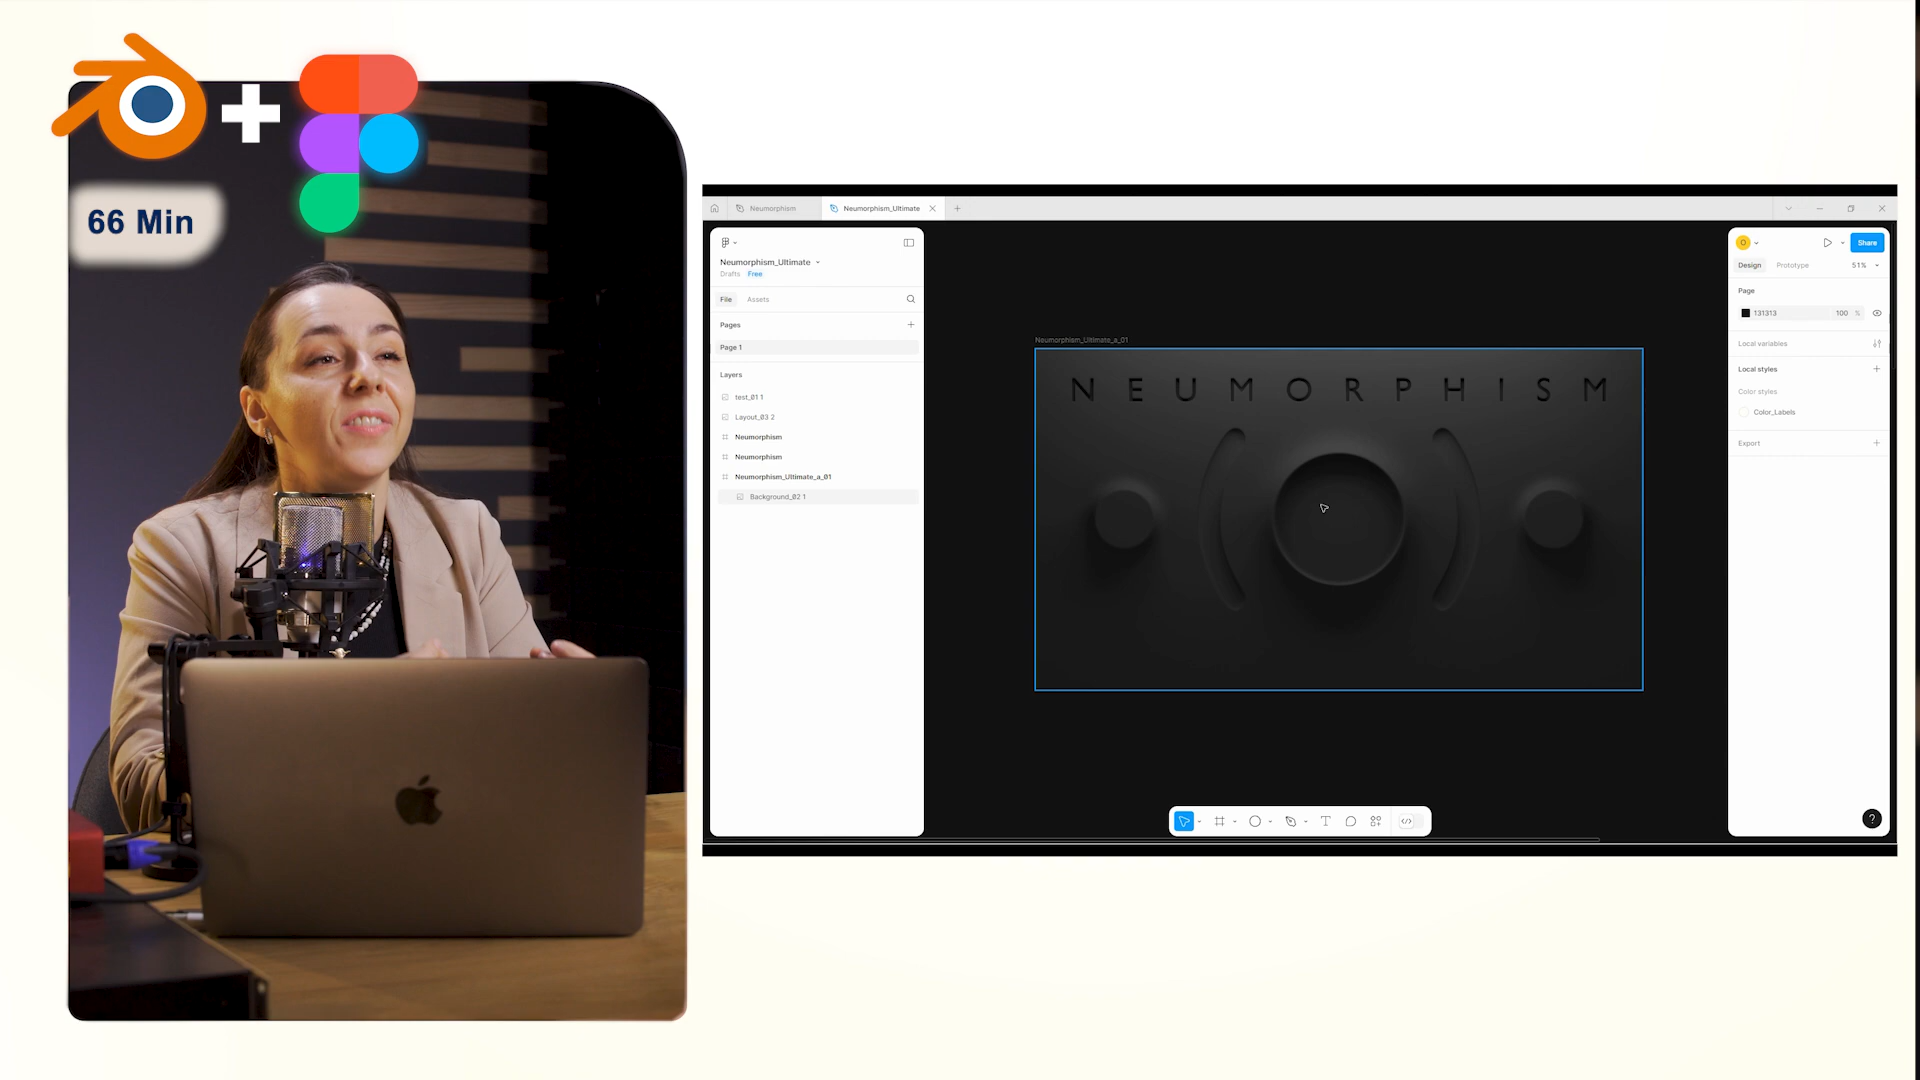 66 Min
Neumorphism
Neumorphism_Ultimate
Neumorphism_Ultimate
Drafts
Free
File
Assets
Pages
Page 1
Layers
test_01 1
Layout_03 2
Neumorphism
Neumorphism
Neumorphism_Ultimate_a_01
Background_02 1
Neumorphism_Ultimate_a_01
NEUMORPHISM
O
Share
Design
Prototype
51%
Page
131313
100
%
Local variables
Local styles
Color styles
Color_Labels
Export
?